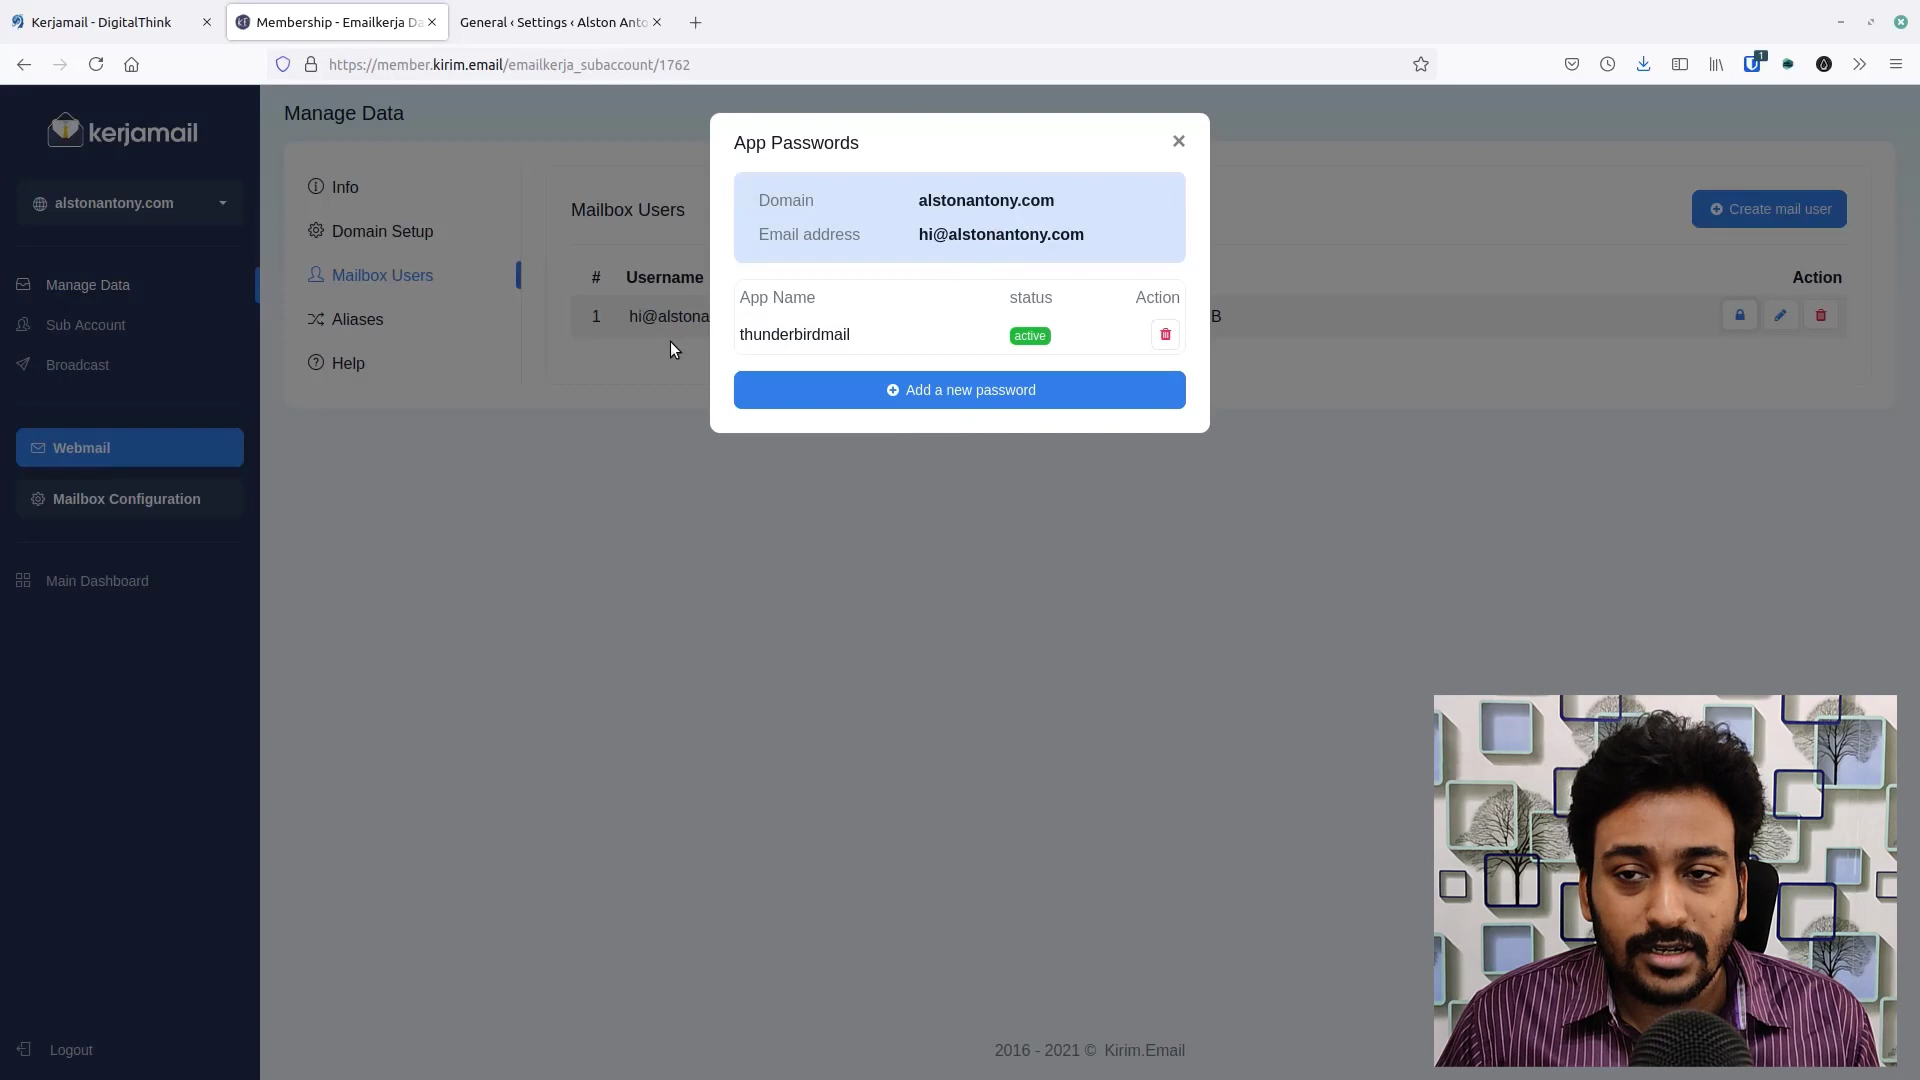 Kerjamail - DigitalThink
Membership - Emailkerja Da
General ‹ Settings ‹ Alston Anto
https://member.kirim.email/emailkerja_subaccount/1762
1
kerjamail
alstonantony.com
Manage Data
Sub Account
Broadcast
Webmail
Mailbox Configuration
Main Dashboard
Logout
Manage Data
Info
Domain Setup
Mailbox Users
Aliases
Help
Mailbox Users
Create mail user
# Username Action
1 hi@alstona B
App Passwords
Domain alstonantony.com
Email address hi@alstonantony.com
App Name status Action
thunderbirdmail active
Add a new password
2016 - 2021 © Kirim.Email